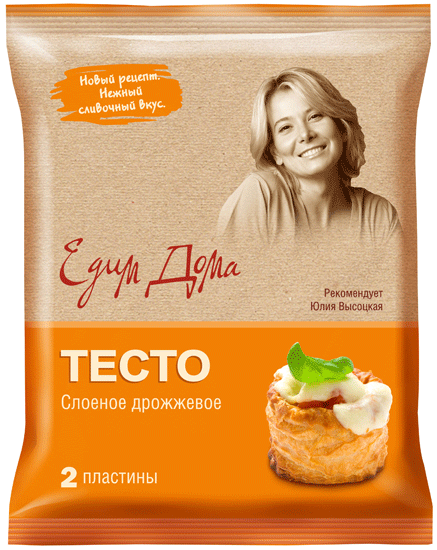 Новый рецепт.
Нежный
сливочный вкус.
Едим Дома
Рекомендует
Юлия Высоцкая
ТЕСТО
Слоеное дрожжевое
2 пластины